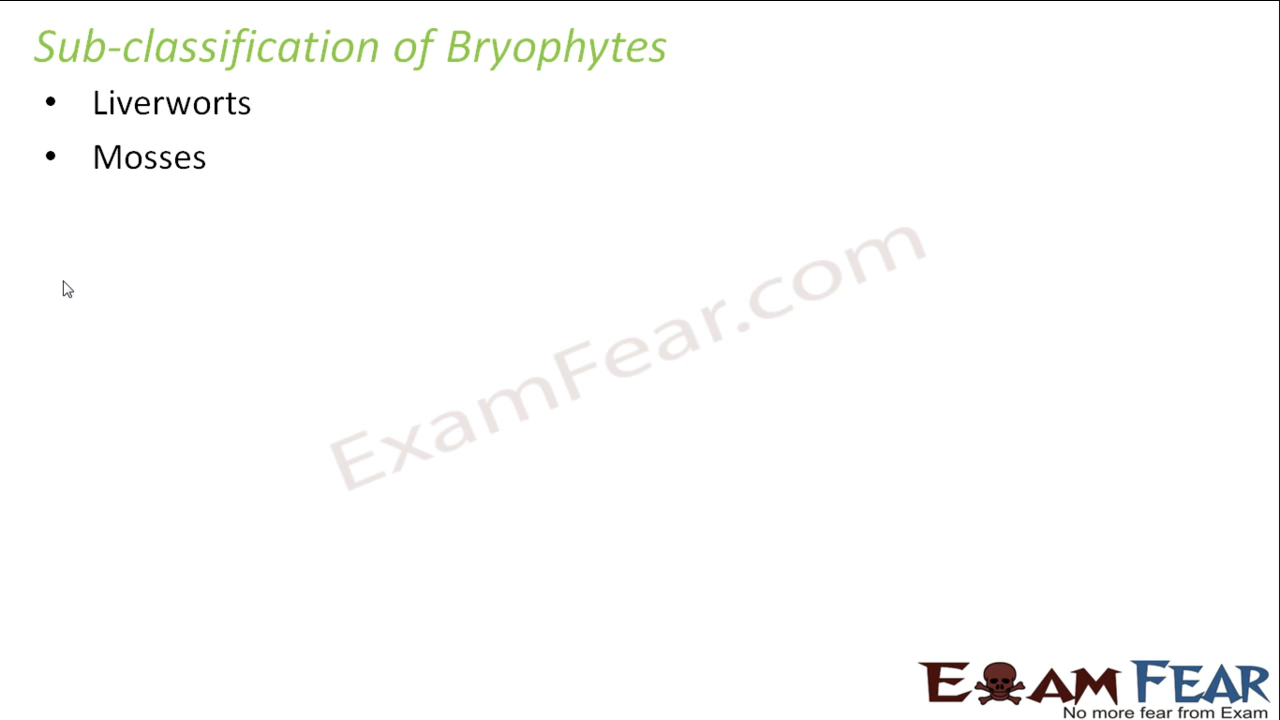 Sub-classification of Bryophytes
• Liverworts
• Mosses
ExamFear.com
EXAM FEAR
No more fear from Exam